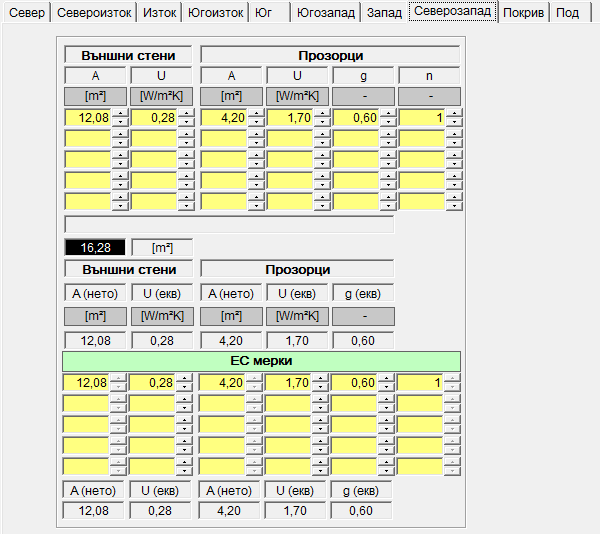 Север Североизток Изток Югоизток Юг Югозапад Запад Северозапад Покрив Под
Външни стени Прозорци
A U A U g n
[m²] [W/m²K] [m²] [W/m²K] - -
12,08 0,28 4,20 1,70 0,60 1
16,28 [m²]
Външни стени Прозорци
A (нето) U (екв) A (нето) U (екв) g (екв)
[m²] [W/m²K] [m²] [W/m²K] -
12,08 0,28 4,20 1,70 0,60
ЕС мерки
12,08 0,28 4,20 1,70 0,60 1
A (нето) U (екв) A (нето) U (екв) g (екв)
12,08 0,28 4,20 1,70 0,60